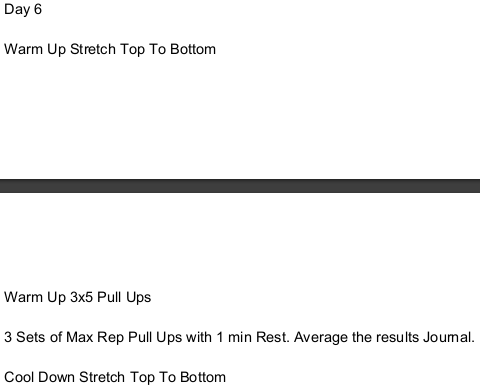 Day 6
Warm Up Stretch Top To Bottom
Warm Up 3x5 Pull Ups
3 Sets of Max Rep Pull Ups with 1 min Rest. Average the results Journal.
Cool Down Stretch Top To Bottom